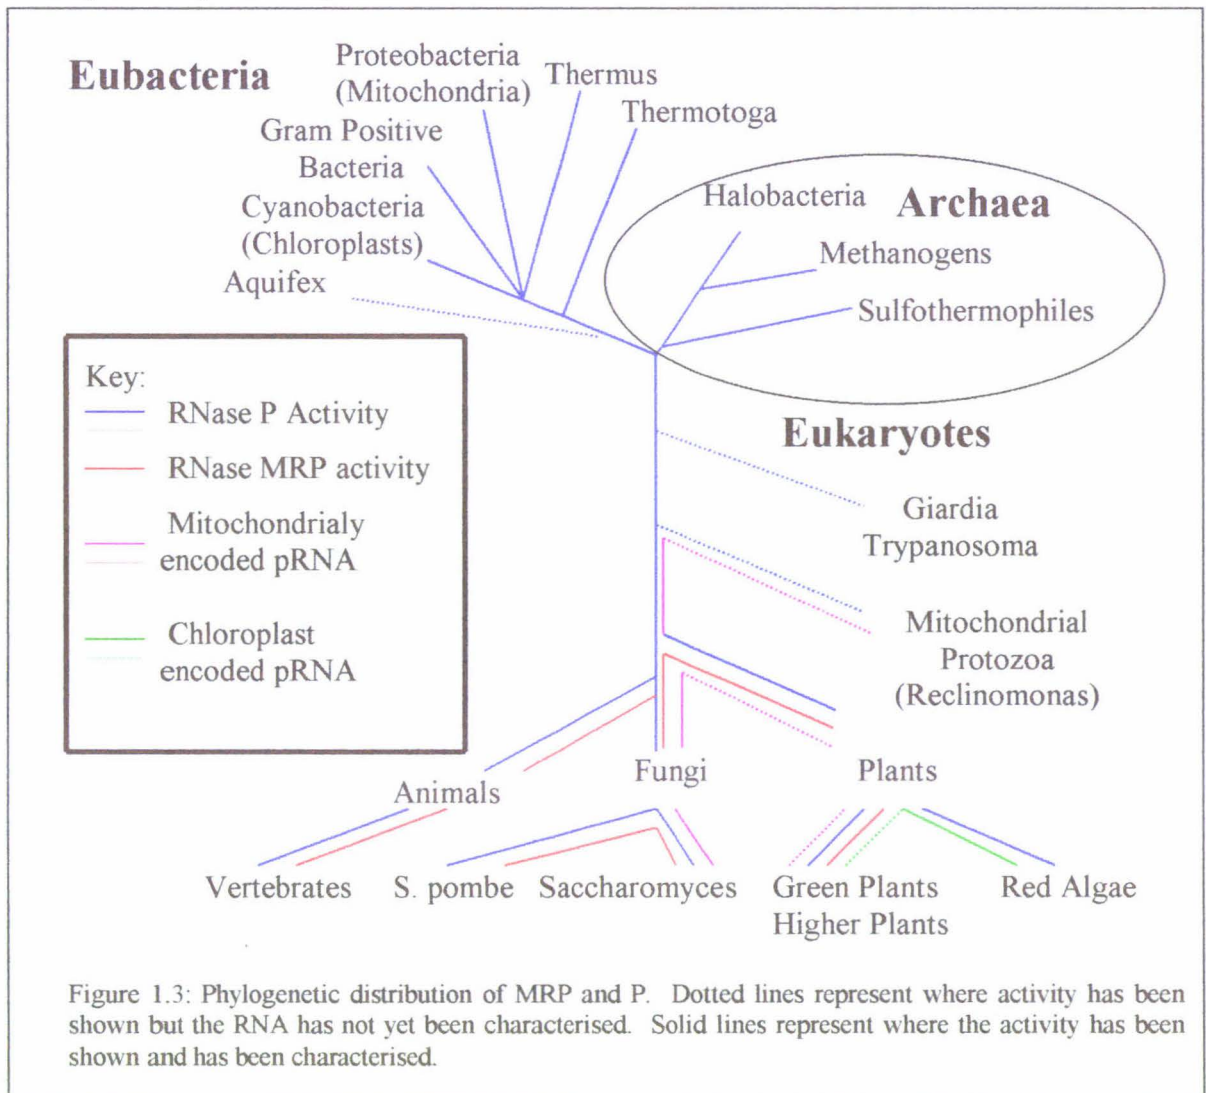 Eubacteria
Proteobacteria
(Mitochondria)
Thermus
Thermotoga
Gram Positive
Bacteria
Cyanobacteria
(Chloroplasts)
Aquifex
Halobacteria
Archaea
Methanogens
Sulfothermophiles
Key:
RNase P Activity
RNase MRP activity
Mitochondrialy
encoded pRNA
Chloroplast
encoded pRNA
Eukaryotes
Giardia
Trypanosoma
Mitochondrial
Protozoa
(Reclinomonas)
Animals
Fungi
Plants
Vertebrates
S. pombe
Saccharomyces
Green Plants
Higher Plants
Red Algae
Figure 1.3: Phylogenetic distribution of MRP and P. Dotted lines represent where activity has been
shown but the RNA has not yet been characterised. Solid lines represent where the activity has been
shown and has been characterised.